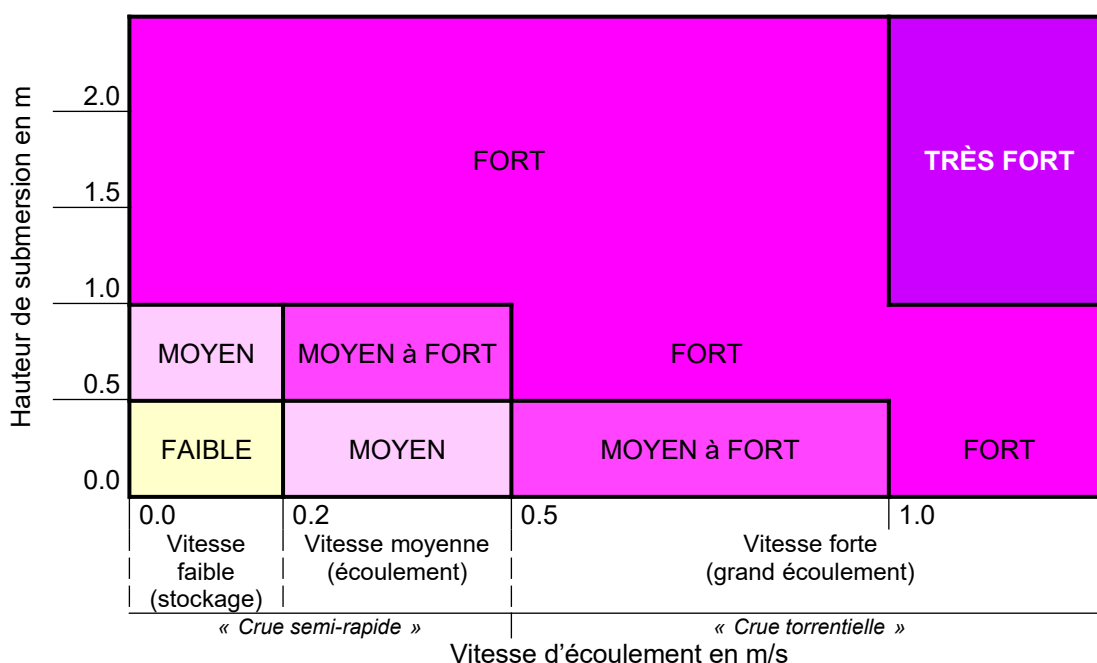 Hauteur de submersion en m
2.0
FORT
TRÈS FORT
1.5
1.0
MOYEN
MOYEN à FORT
FORT
0.5
FAIBLE
MOYEN
MOYEN à FORT
FORT
0.0
0.0
0.2
0.5
1.0
Vitesse
faible
(stockage)
Vitesse moyenne
(écoulement)
Vitesse forte
(grand écoulement)
« Crue semi-rapide »
« Crue torrentielle »
Vitesse d’écoulement en m/s